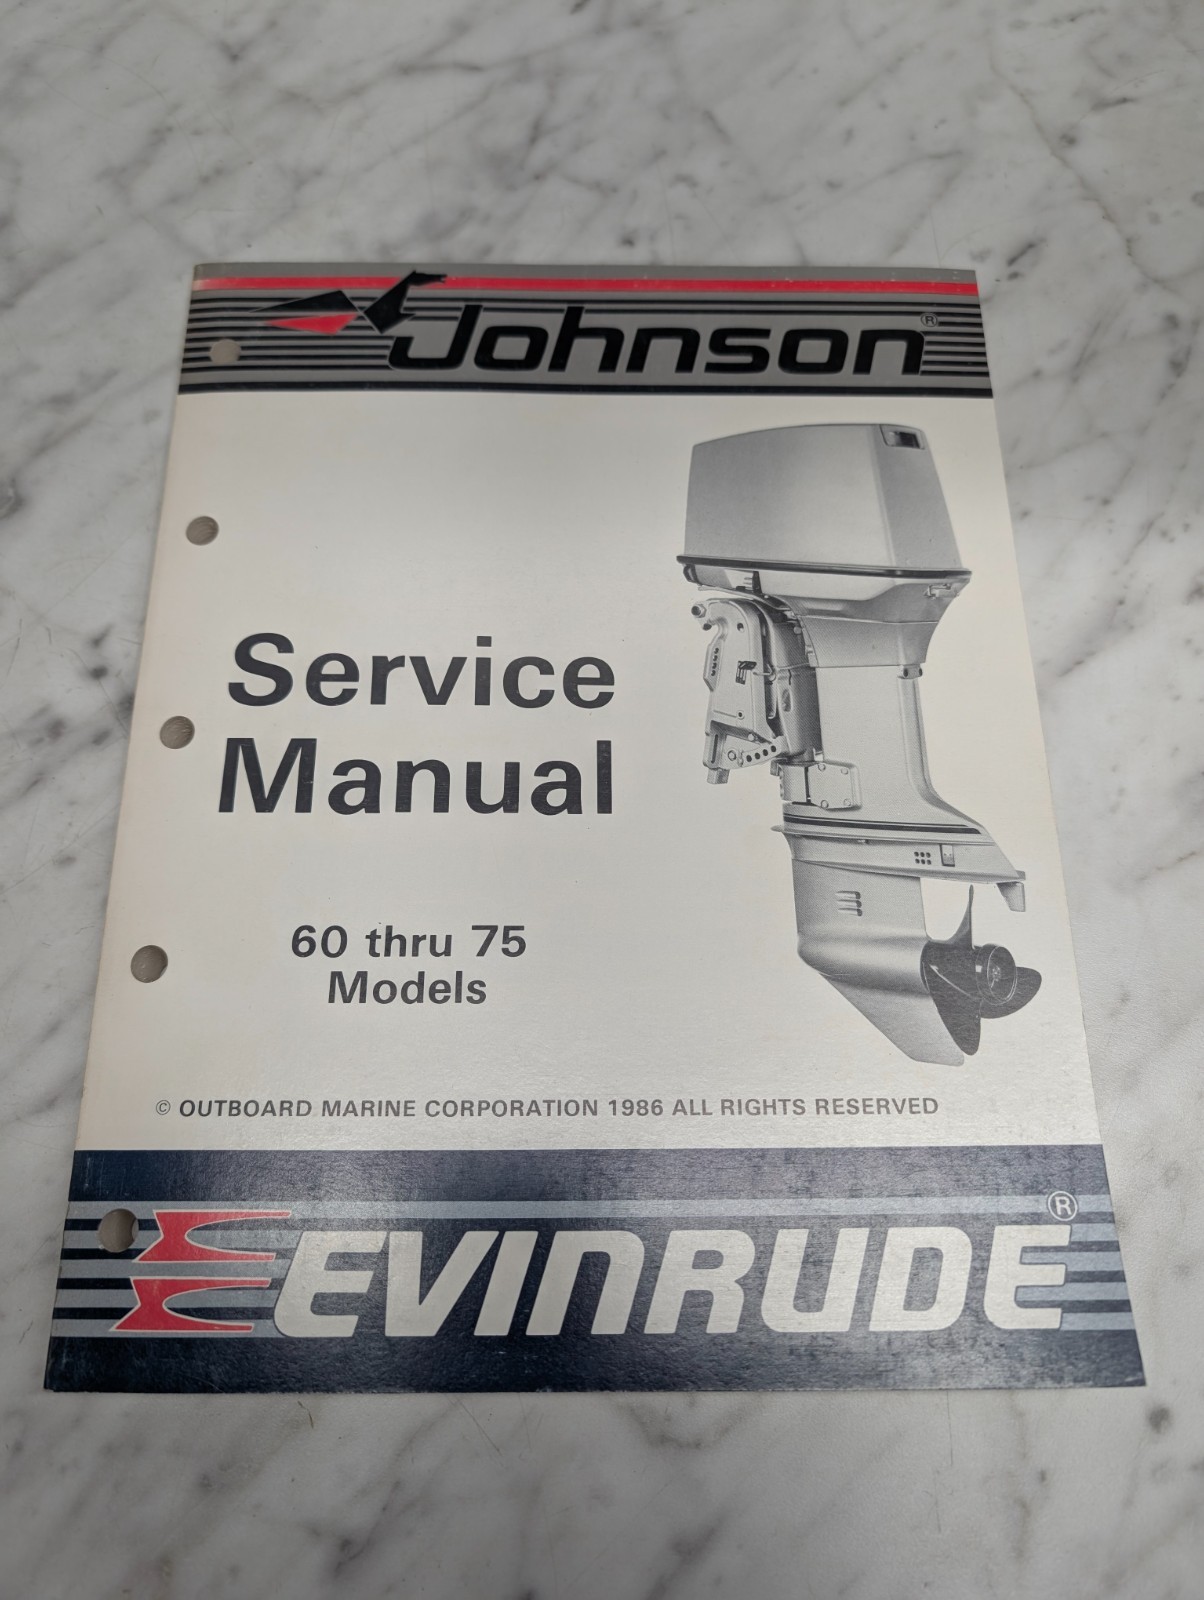 Johnson®
Service
Manual
60 thru 75
Models
© OUTBOARD MARINE CORPORATION 1986 ALL RIGHTS RESERVED
EVINRUDE®